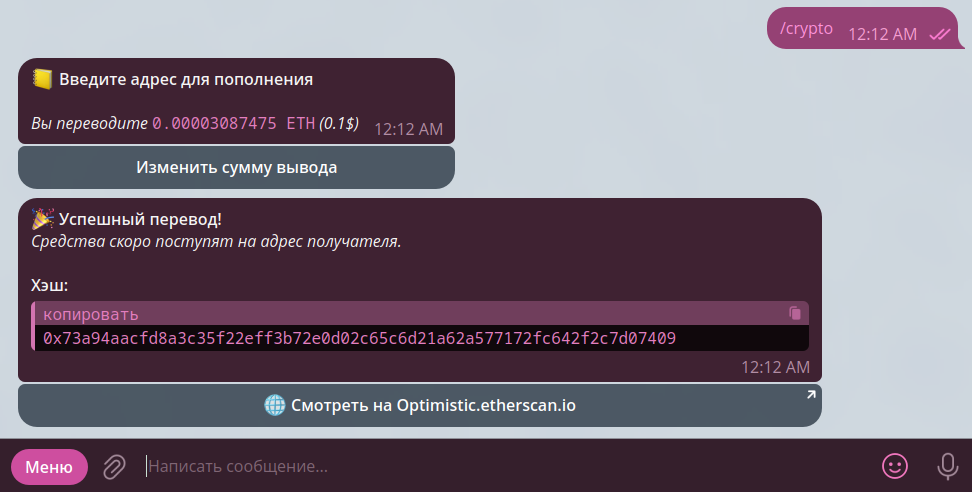 /crypto 12:12 AM
Введите адрес для пополнения
Вы переводите 0.00003087475 ETH (0.1$) 12:12 AM
Изменить сумму вывода
Успешный перевод!
Средства скоро поступят на адрес получателя.
Хэш:
копировать
0x73a94aacfd8a3c35f22eff3b72e0d02c65c6d21a62a577172fc642f2c7d07409
12:12 AM
Смотреть на Optimistic.etherscan.io
Меню Написать сообщение...